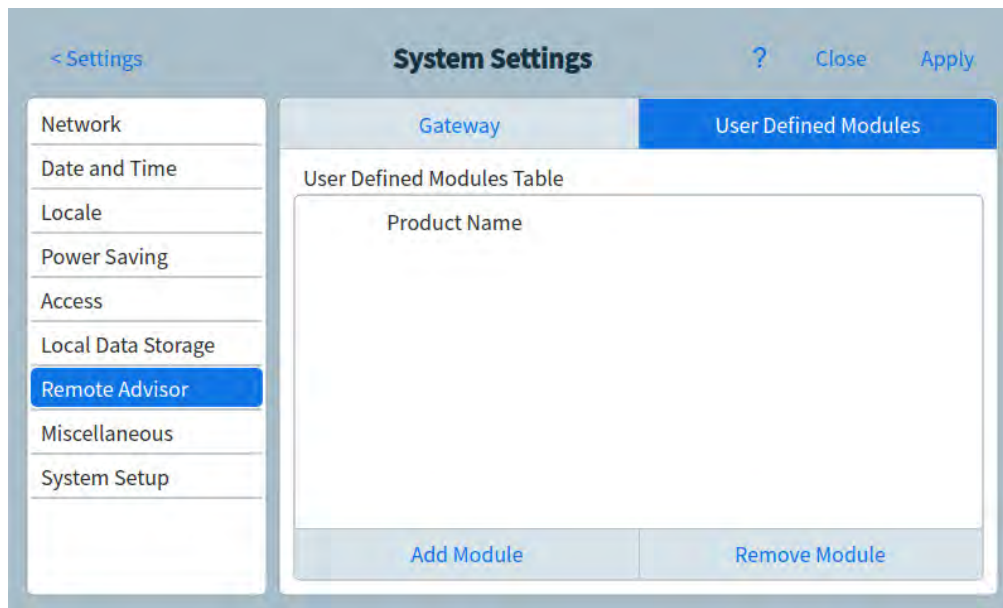 < Settings System Settings ? Close Apply
Network
Date and Time
Locale
Power Saving
Access
Local Data Storage
Remote Advisor
Miscellaneous
System Setup
Gateway User Defined Modules
User Defined Modules Table
Product Name
Add Module Remove Module